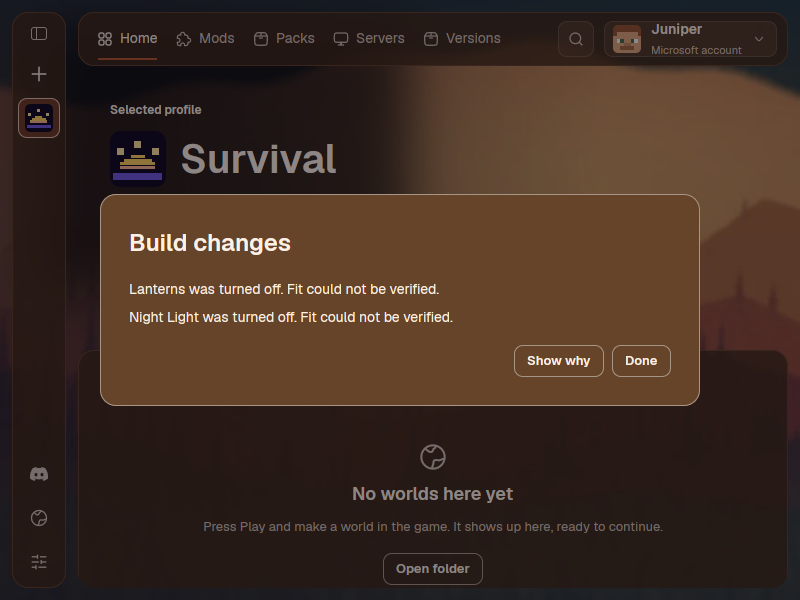 Home
Mods
Packs
Servers
Versions
Juniper
Microsoft account
Selected profile
Survival
Build changes
Lanterns was turned off. Fit could not be verified.
Night Light was turned off. Fit could not be verified.
Show why
Done
No worlds here yet
Press Play and make a world in the game. It shows up here, ready to continue.
Open folder